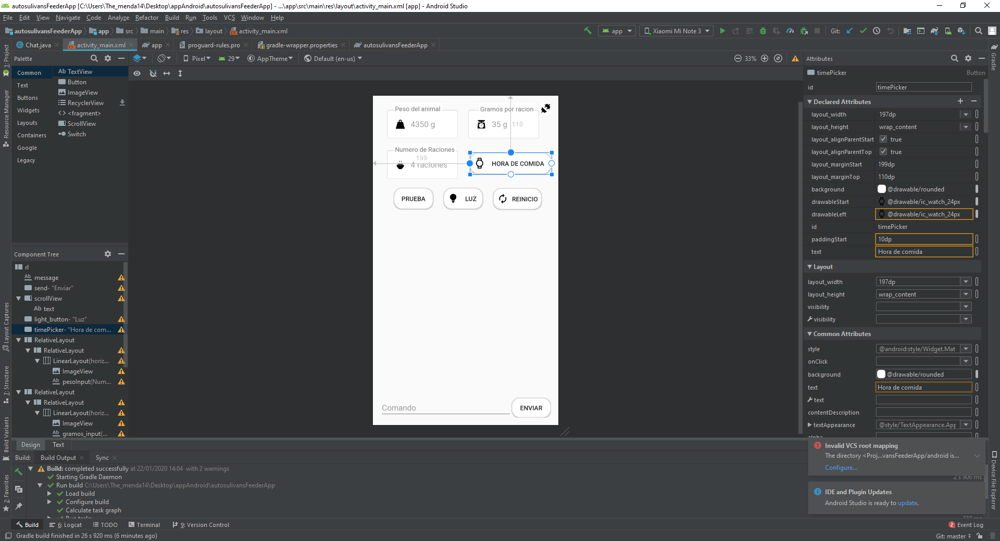 autosulivansFeederApp [C:\Users\The_menda14\Desktop\appAndroid\autosulivansFeederApp] - ...\app\src\main\res\layout\activity_main.xml [app] - Android Studio
File Edit View Navigate Code Analyze Refactor Build Run Tools VCS Window Help
autosulivansFeederApp app src main res layout activity_main.xml
app Xiaomi Mi Note 3 Git:
Chat.java activity_main.xml app proguard-rules.pro gradle-wrapper.properties autosulivansFeederApp
Palette
Pixel 29 AppTheme Default (en-us) 33%
Common
Text
Buttons
Widgets
Layouts
Containers
Google
Legacy
Ab TextView
Button
ImageView
RecyclerView
<> <fragment>
ScrollView
Switch
1: Project
Resource Manager
Layout Captures
7: Structure
Build Variants
2: Favorites
Peso del animal
4350 g
Gramos por racion
35 g 110
Numero de Raciones
199
4 raciones
HORA DE COMIDA
PRUEBA
LUZ
REINICIO
Comando
ENVIAR
Component Tree
rl
Ab message
send- "Enviar"
scrollView
Ab text
light_button- "Luz"
timePicker- "Hora de com...
RelativeLayout
RelativeLayout
LinearLayout(horiz...
ImageView
Ab pesoInput(Num...
RelativeLayout
RelativeLayout
LinearLayout(horiz...
ImageView
Ab gramos_input(...
Design Text
Attributes
timePicker Button
id timePicker
Declared Attributes
layout_width 197dp
layout_height wrap_content
layout_alignParentStart true
layout_alignParentTop true
layout_marginStart 199dp
layout_marginTop 110dp
background @drawable/rounded
drawableStart @drawable/ic_watch_24px
drawableLeft @drawable/ic_watch_24px
id timePicker
paddingStart 10dp
text Hora de comida
Layout
layout_width 197dp
layout_height wrap_content
visibility
visibility
Common Attributes
style @android:style/Widget.Mat
onClick
background @drawable/rounded
text Hora de comida
text
contentDescription
textAppearance @style/TextAppearance.App
alpha
Gradle
Device File Explorer
Invalid VCS root mapping
The directory <Proj...vansFeederApp/android is...
Configure...
2 s 906 ms
IDE and Plugin Updates
Android Studio is ready to update.
Build: Build Output Sync
Build: completed successfully at 22/01/2020 14:04 with 2 warnings
Starting Gradle Daemon
Run build C:\Users\The_menda14\Desktop\appAndroid\autosulivansFeederApp
Load build
Configure build
Calculate task graph
Run tasks
Build 6: Logcat TODO Terminal 9: Version Control
2 Event Log
Gradle build finished in 26 s 920 ms (6 minutes ago)
Git: master